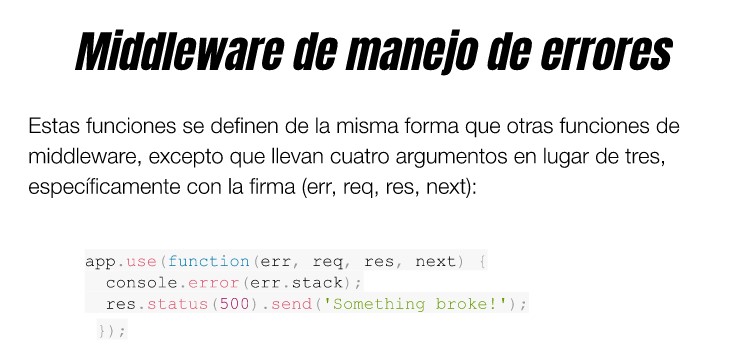 Middleware de manejo de errores
Estas funciones se definen de la misma forma que otras funciones de
middleware, excepto que llevan cuatro argumentos en lugar de tres,
específicamente con la firma (err, req, res, next):
app.use(function(err, req, res, next) {
  console.error(err.stack);
  res.status(500).send('Something broke!');
 });